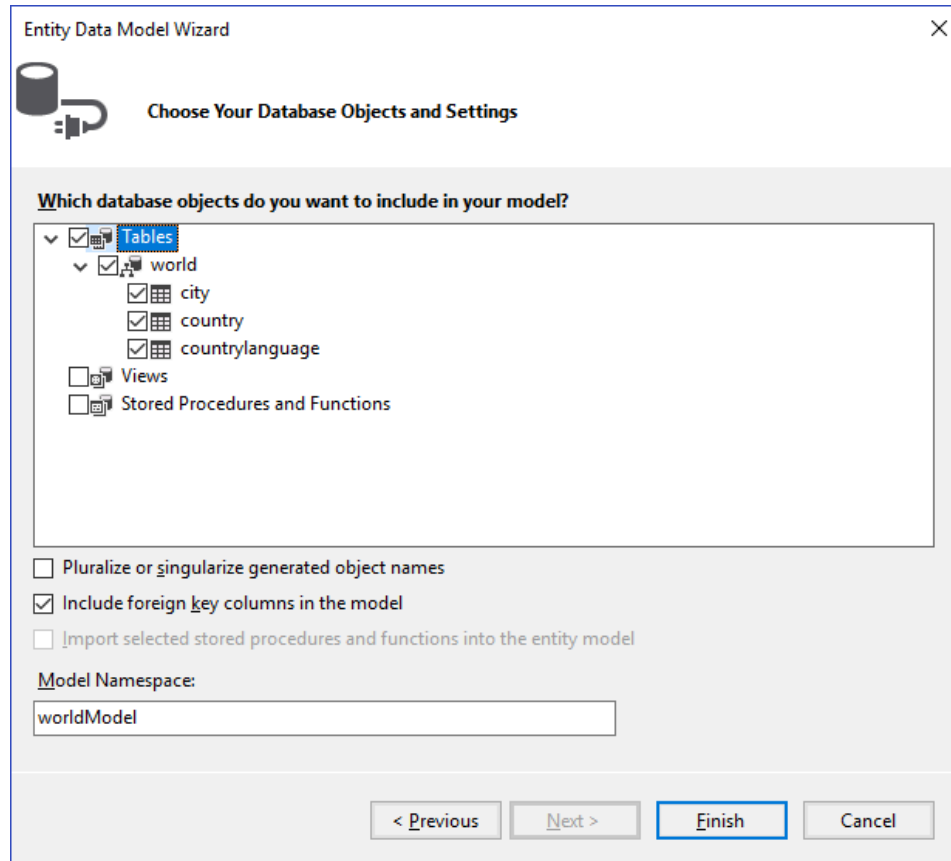 Entity Data Model Wizard
Choose Your Database Objects and Settings
Which database objects do you want to include in your model?
Tables
world
city
country
countrylanguage
Views
Stored Procedures and Functions
Pluralize or singularize generated object names
Include foreign key columns in the model
Import selected stored procedures and functions into the entity model
Model Namespace:
worldModel
< Previous Next > Finish Cancel